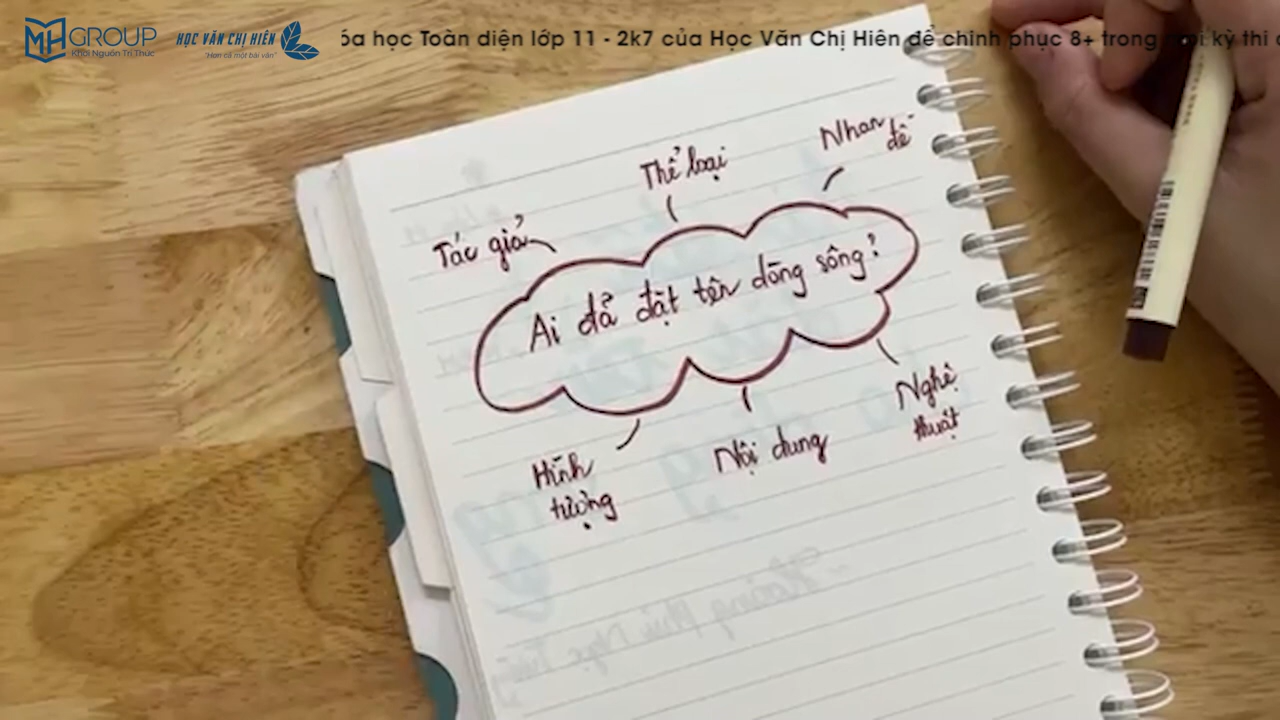 MH GROUP
Khơi Nguồn Tri Thức
HỌC VĂN CHỊ HIÊN
"Hơn cả một bài văn"
óa học Toàn diện lớp 11 - 2k7 của Học Văn Chị Hiên để chinh phục 8+ trong kỳ thi
Nhan
đề
Thể loại
Tác giả
Ai đã đặt tên dòng sông?
Nghệ
thuật
Nội dung
Hình
tượng